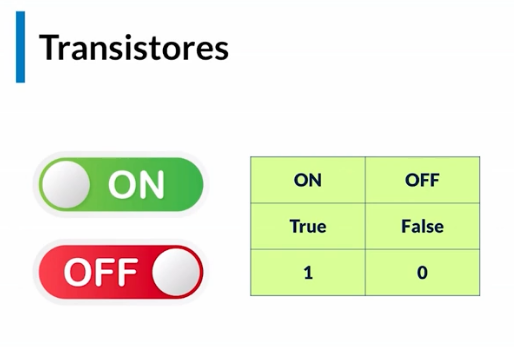 Transistores
ON
OFF
ON OFF
True False
1 0